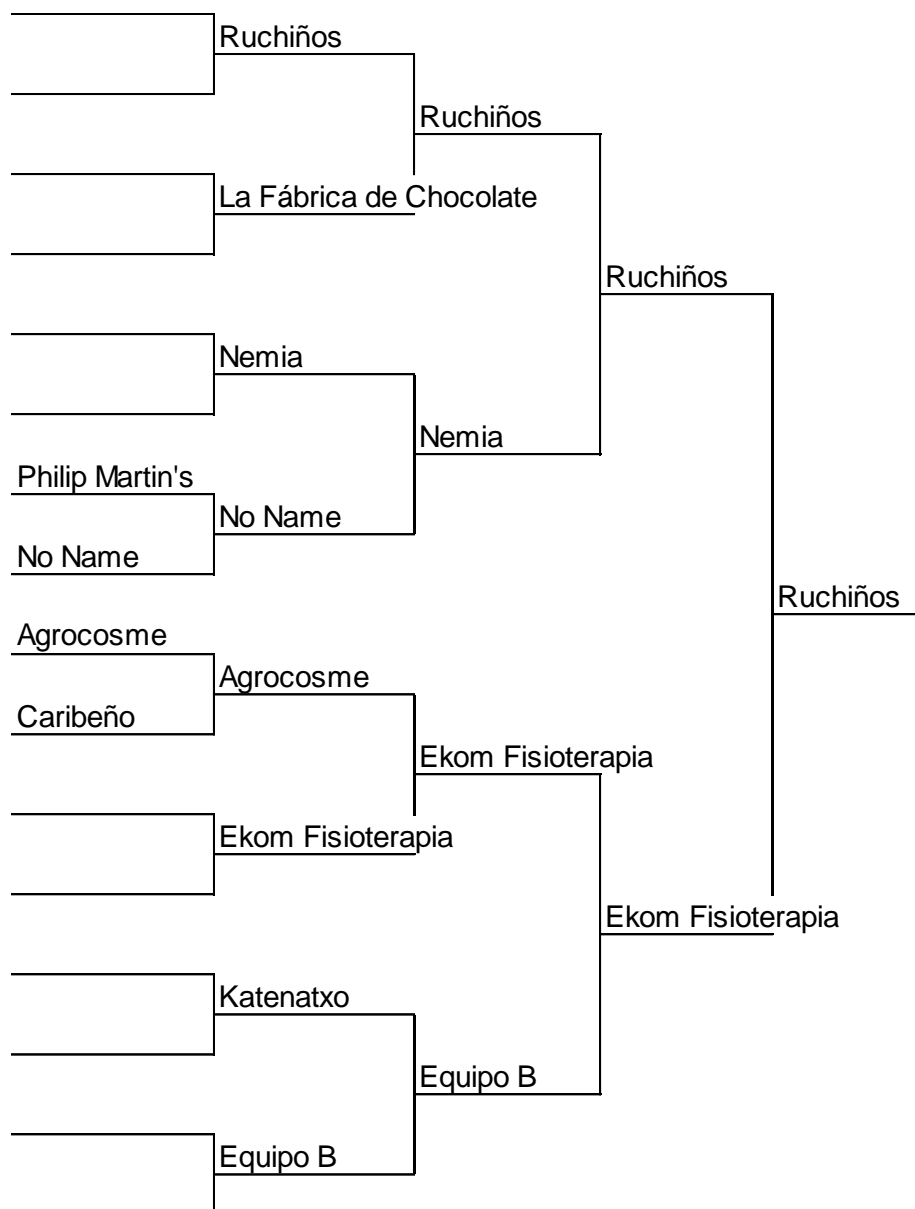 Ruchiños
Ruchiños
La Fábrica de Chocolate
Ruchiños
Nemia
Nemia
Philip Martin's
No Name
No Name
Ruchiños
Agrocosme
Agrocosme
Caribeño
Ekom Fisioterapia
Ekom Fisioterapia
Ekom Fisioterapia
Katenatxo
Equipo B
Equipo B